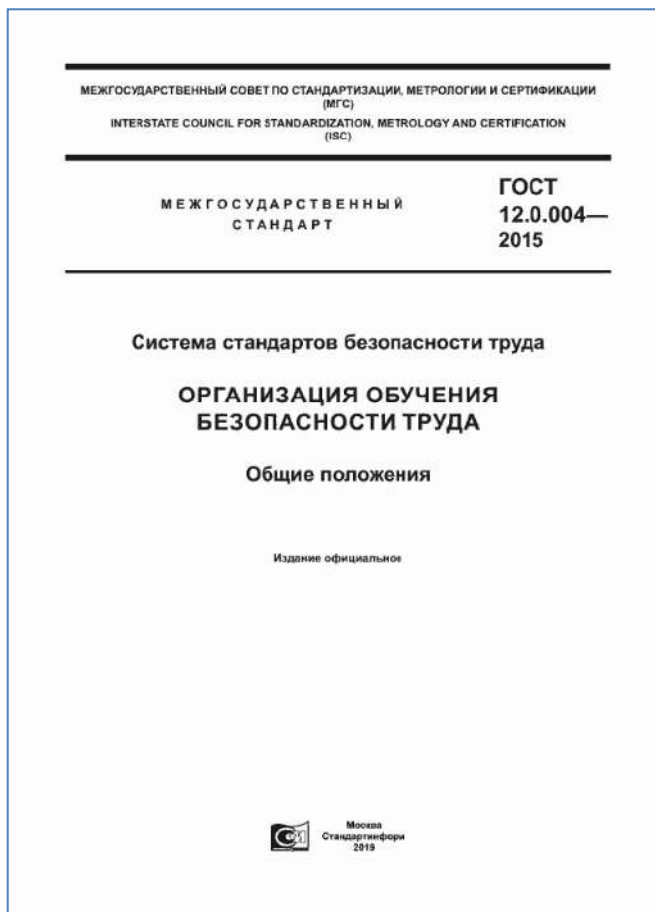 МЕЖГОСУДАРСТВЕННЫЙ СОВЕТ ПО СТАНДАРТИЗАЦИИ, МЕТРОЛОГИИ И СЕРТИФИКАЦИИ
(МГС)
INTERSTATE COUNCIL FOR STANDARDIZATION, METROLOGY AND CERTIFICATION
(ISC)
МЕЖГОСУДАРСТВЕННЫЙ
СТАНДАРТ
ГОСТ
12.0.004—
2015
Система стандартов безопасности труда
ОРГАНИЗАЦИЯ ОБУЧЕНИЯ
БЕЗОПАСНОСТИ ТРУДА
Общие положения
Издание официальное
Москва
Стандартинформ
2019